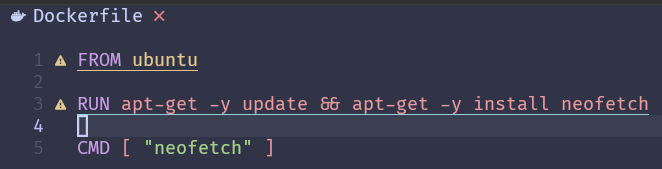 Dockerfile ×
1 FROM ubuntu
2
3 RUN apt-get -y update && apt-get -y install neofetch
4
5 CMD [ "neofetch" ]